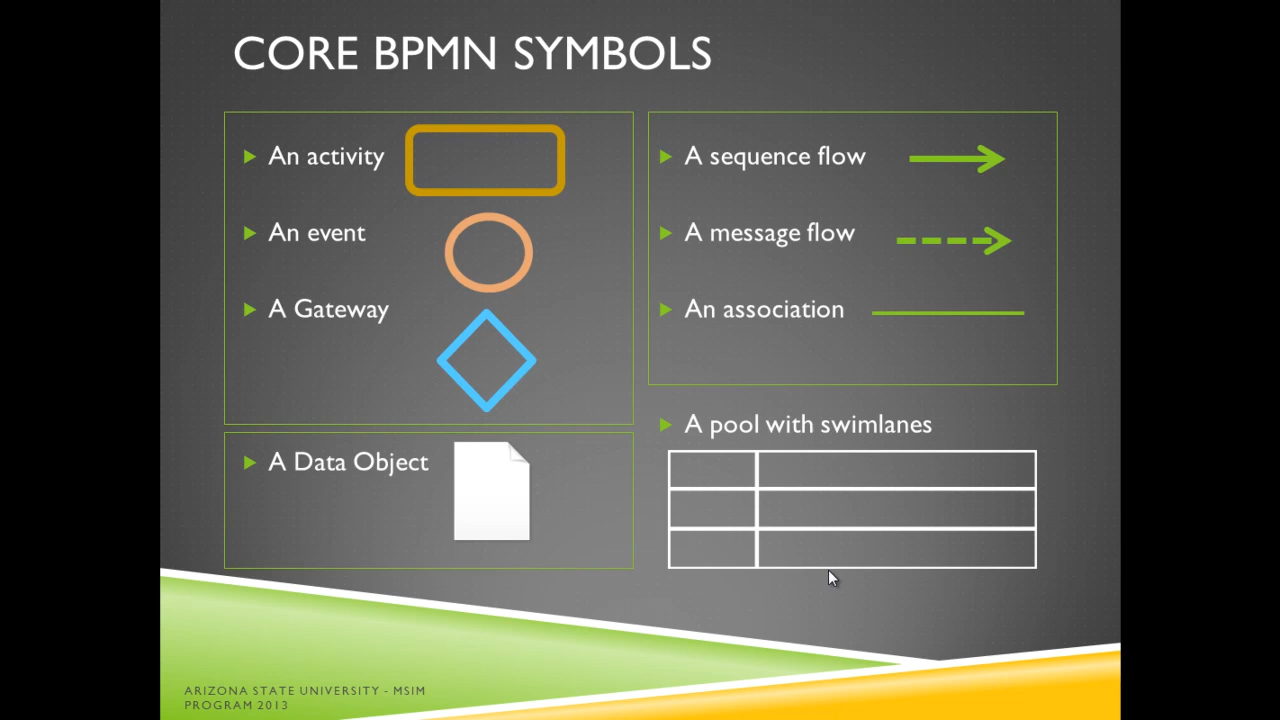 CORE BPMN SYMBOLS
An activity
An event
A Gateway
A Data Object
A sequence flow
A message flow
An association
A pool with swimlanes
ARIZONA STATE UNIVERSITY - MSIM
PROGRAM 2013